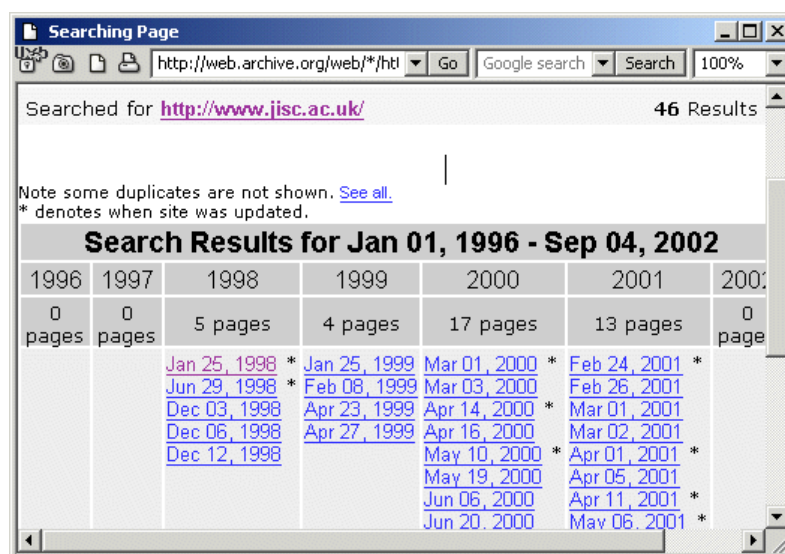 Searching Page
http://web.archive.org/web/*/htt Go Google search Search 100%
Searched for http://www.jisc.ac.uk/ 46 Results
Note some duplicates are not shown. See all.
* denotes when site was updated.
Search Results for Jan 01, 1996 - Sep 04, 2002
1996 1997 1998 1999 2000 2001 2002
0 pages 0 pages 5 pages 4 pages 17 pages 13 pages 0 page
Jan 25, 1998 * Jan 25, 1999 Mar 01, 2000 * Feb 24, 2001 *
Jun 29, 1998 * Feb 08, 1999 Mar 03, 2000 Feb 26, 2001
Dec 03, 1998 Apr 23, 1999 Apr 14, 2000 * Mar 01, 2001
Dec 06, 1998 Apr 27, 1999 Apr 16, 2000 Mar 02, 2001
Dec 12, 1998 May 10, 2000 * Apr 01, 2001 *
May 19, 2000 Apr 05, 2001
Jun 06, 2000 Apr 11, 2001 *
Jun 20, 2000 May 06, 2001 *